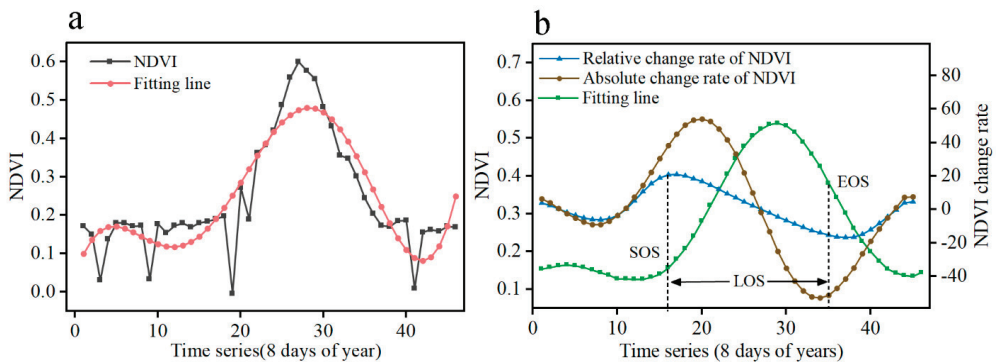 a
NDVI
Fitting line
NDVI
0.6
0.5
0.4
0.3
0.2
0.1
0.0
0 10 20 30 40
Time series(8 days of year)
b
Relative change rate of NDVI
Absolute change rate of NDVI
Fitting line
NDVI
0.7
0.6
0.5
0.4
0.3
0.2
0.1
SOS
LOS
EOS
80
60
40
20
0
-20
-40
NDVI change rate
0 10 20 30 40
Time series (8 days of years)